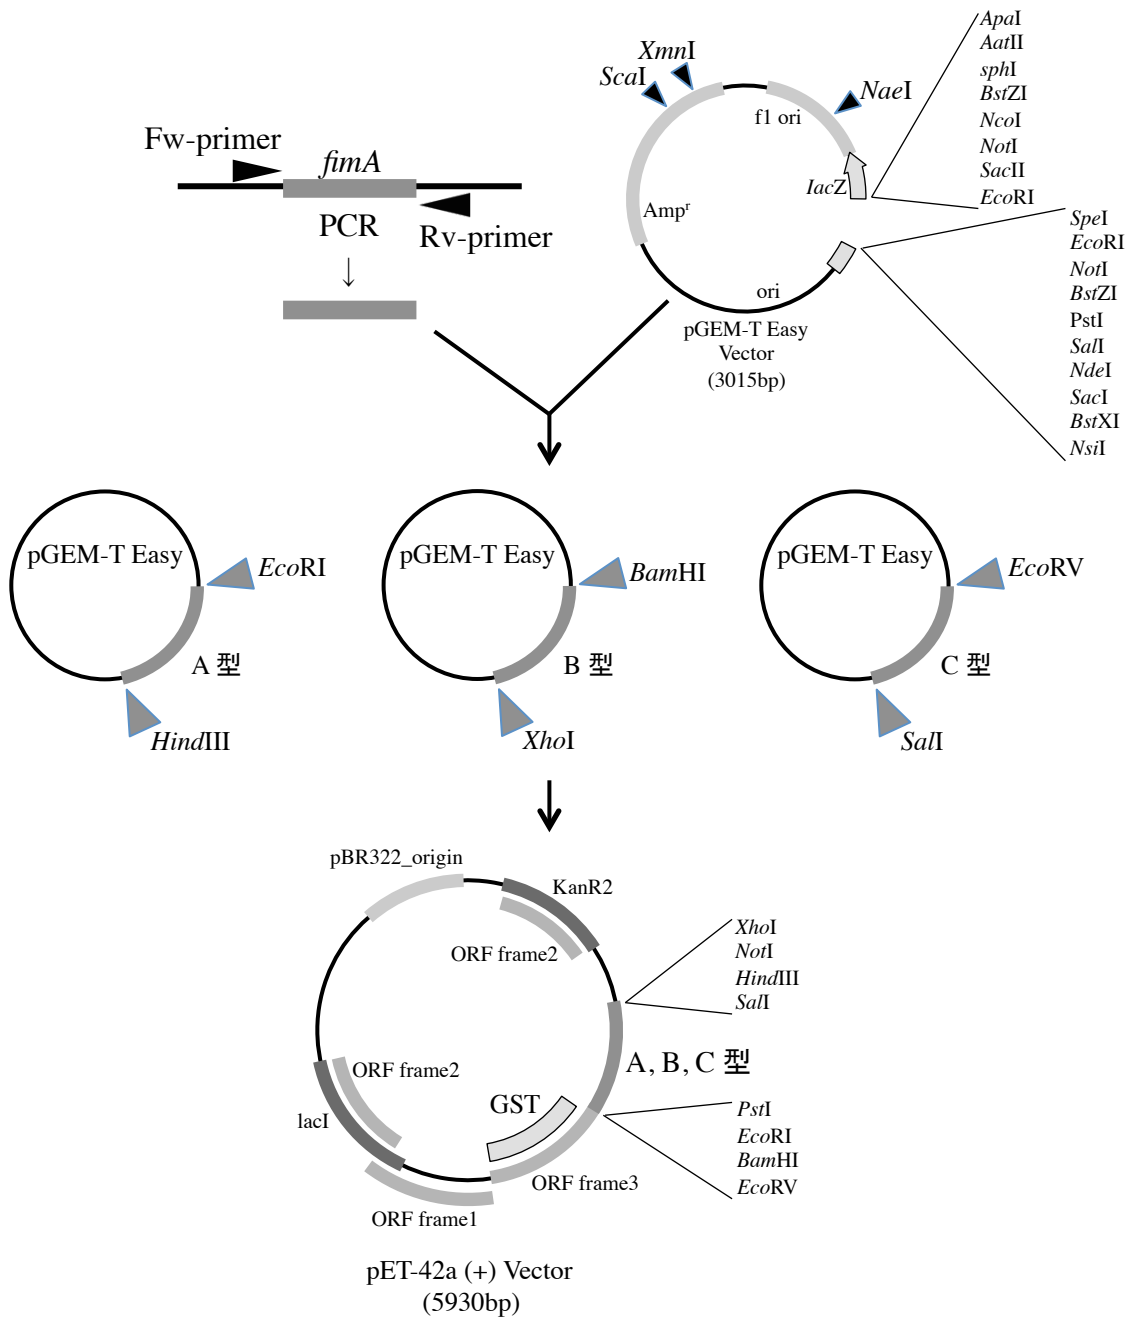 Fw-primer
fimA
PCR
Rv-primer
↓
XmnI
ScaI
NaeI
f1 ori
lacZ
Ampr
ori
pGEM-T Easy
Vector
(3015bp)
ApaI
AatII
sphI
BstZI
NcoI
NotI
SacII
EcoRI
SpeI
EcoRI
NotI
BstZI
PstI
SalI
NdeI
SacI
BstXI
NsiI
pGEM-T Easy
EcoRI
A 型
HindIII
pGEM-T Easy
BamHI
B 型
XhoI
pGEM-T Easy
EcoRV
C 型
SalI
pBR322_origin
KanR2
ORF frame2
XhoI
NotI
HindIII
SalI
A, B, C 型
ORF frame2
GST
lacI
PstI
EcoRI
BamHI
EcoRV
ORF frame3
ORF frame1
pET-42a (+) Vector
(5930bp)